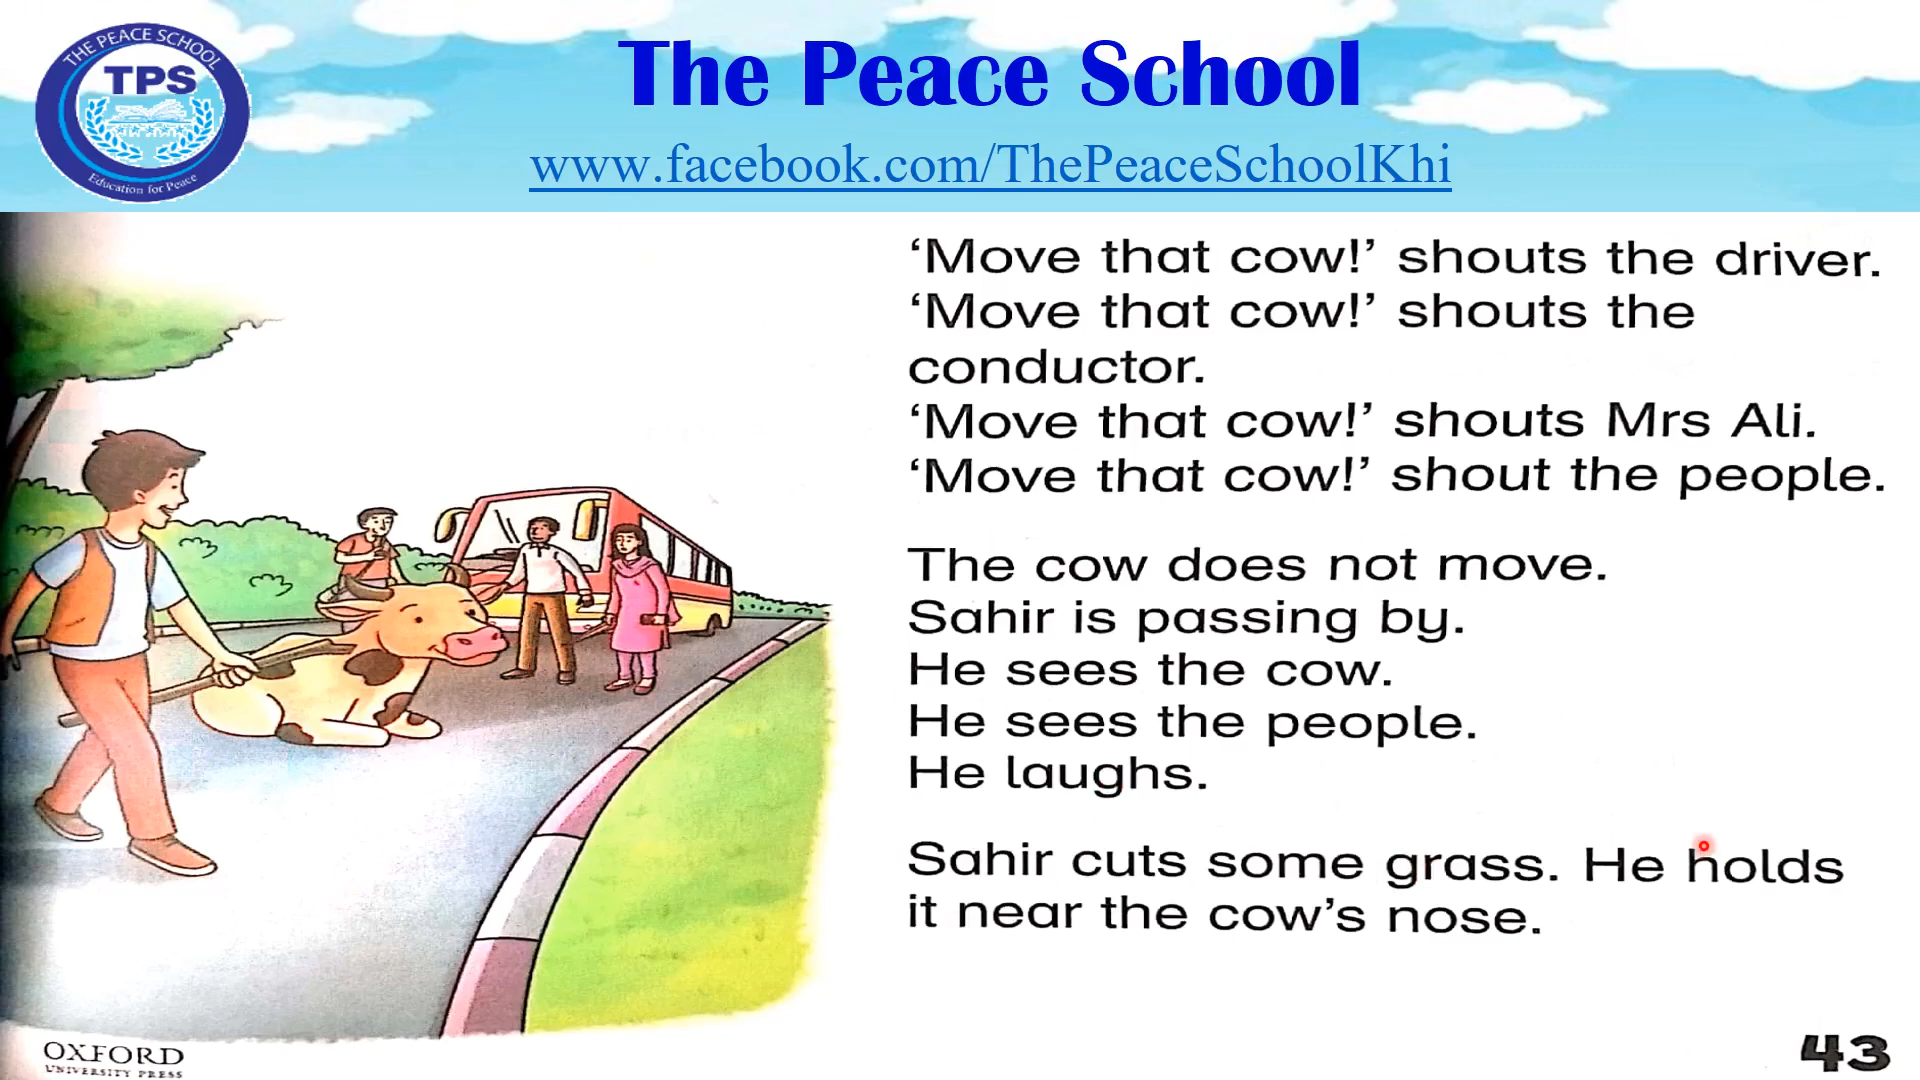 THE PEACE SCHOOL
TPS
Education for Peace
The Peace School
www.facebook.com/ThePeaceSchoolKhi
‘Move that cow!’ shouts the driver.
‘Move that cow!’ shouts the
conductor.
‘Move that cow!’ shouts Mrs Ali.
‘Move that cow!’ shout the people.
The cow does not move.
Sahir is passing by.
He sees the cow.
He sees the people.
He laughs.
Sahir cuts some grass. He holds
it near the cow’s nose.
OXFORD
UNIVERSITY PRESS
43